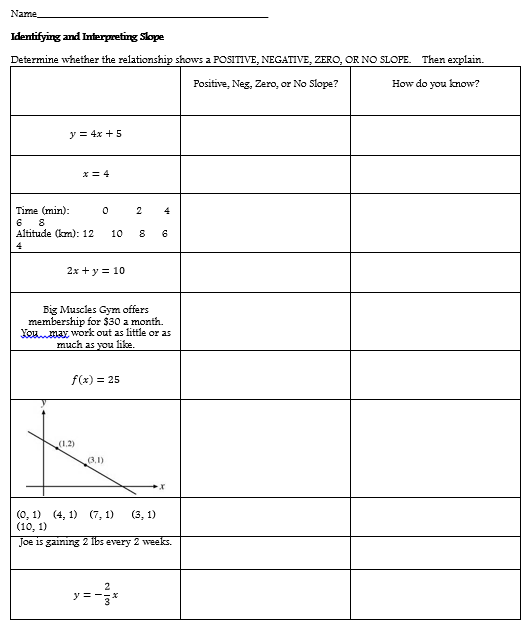 Name
Identifying and Interpreting Slope
Determine whether the relationship shows a POSITIVE, NEGATIVE, ZERO, OR NO SLOPE. Then explain.
Positive, Neg, Zero, or No Slope? How do you know?
y = 4x + 5
x = 4
Time (min): 0 2 4
6 8
Altitude (km): 12 10 8 6
4
2x + y = 10
Big Muscles Gym offers
membership for $30 a month.
You may work out as little or as
much as you like.
f(x) = 25
y
(1,2)
(3,1)
x
(0, 1) (4, 1) (7, 1) (3, 1)
(10, 1)
Joe is gaining 2 lbs every 2 weeks.
y = −2/3 x